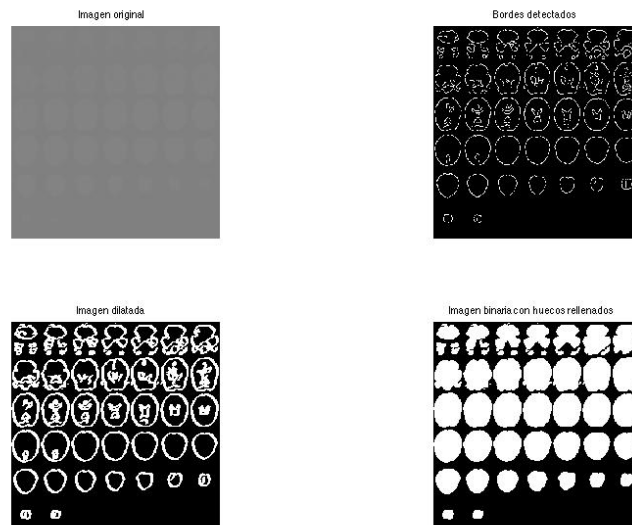 Imagen original
Bordes detectados
Imagen dilatada
Imagen binaria con huecos rellenados